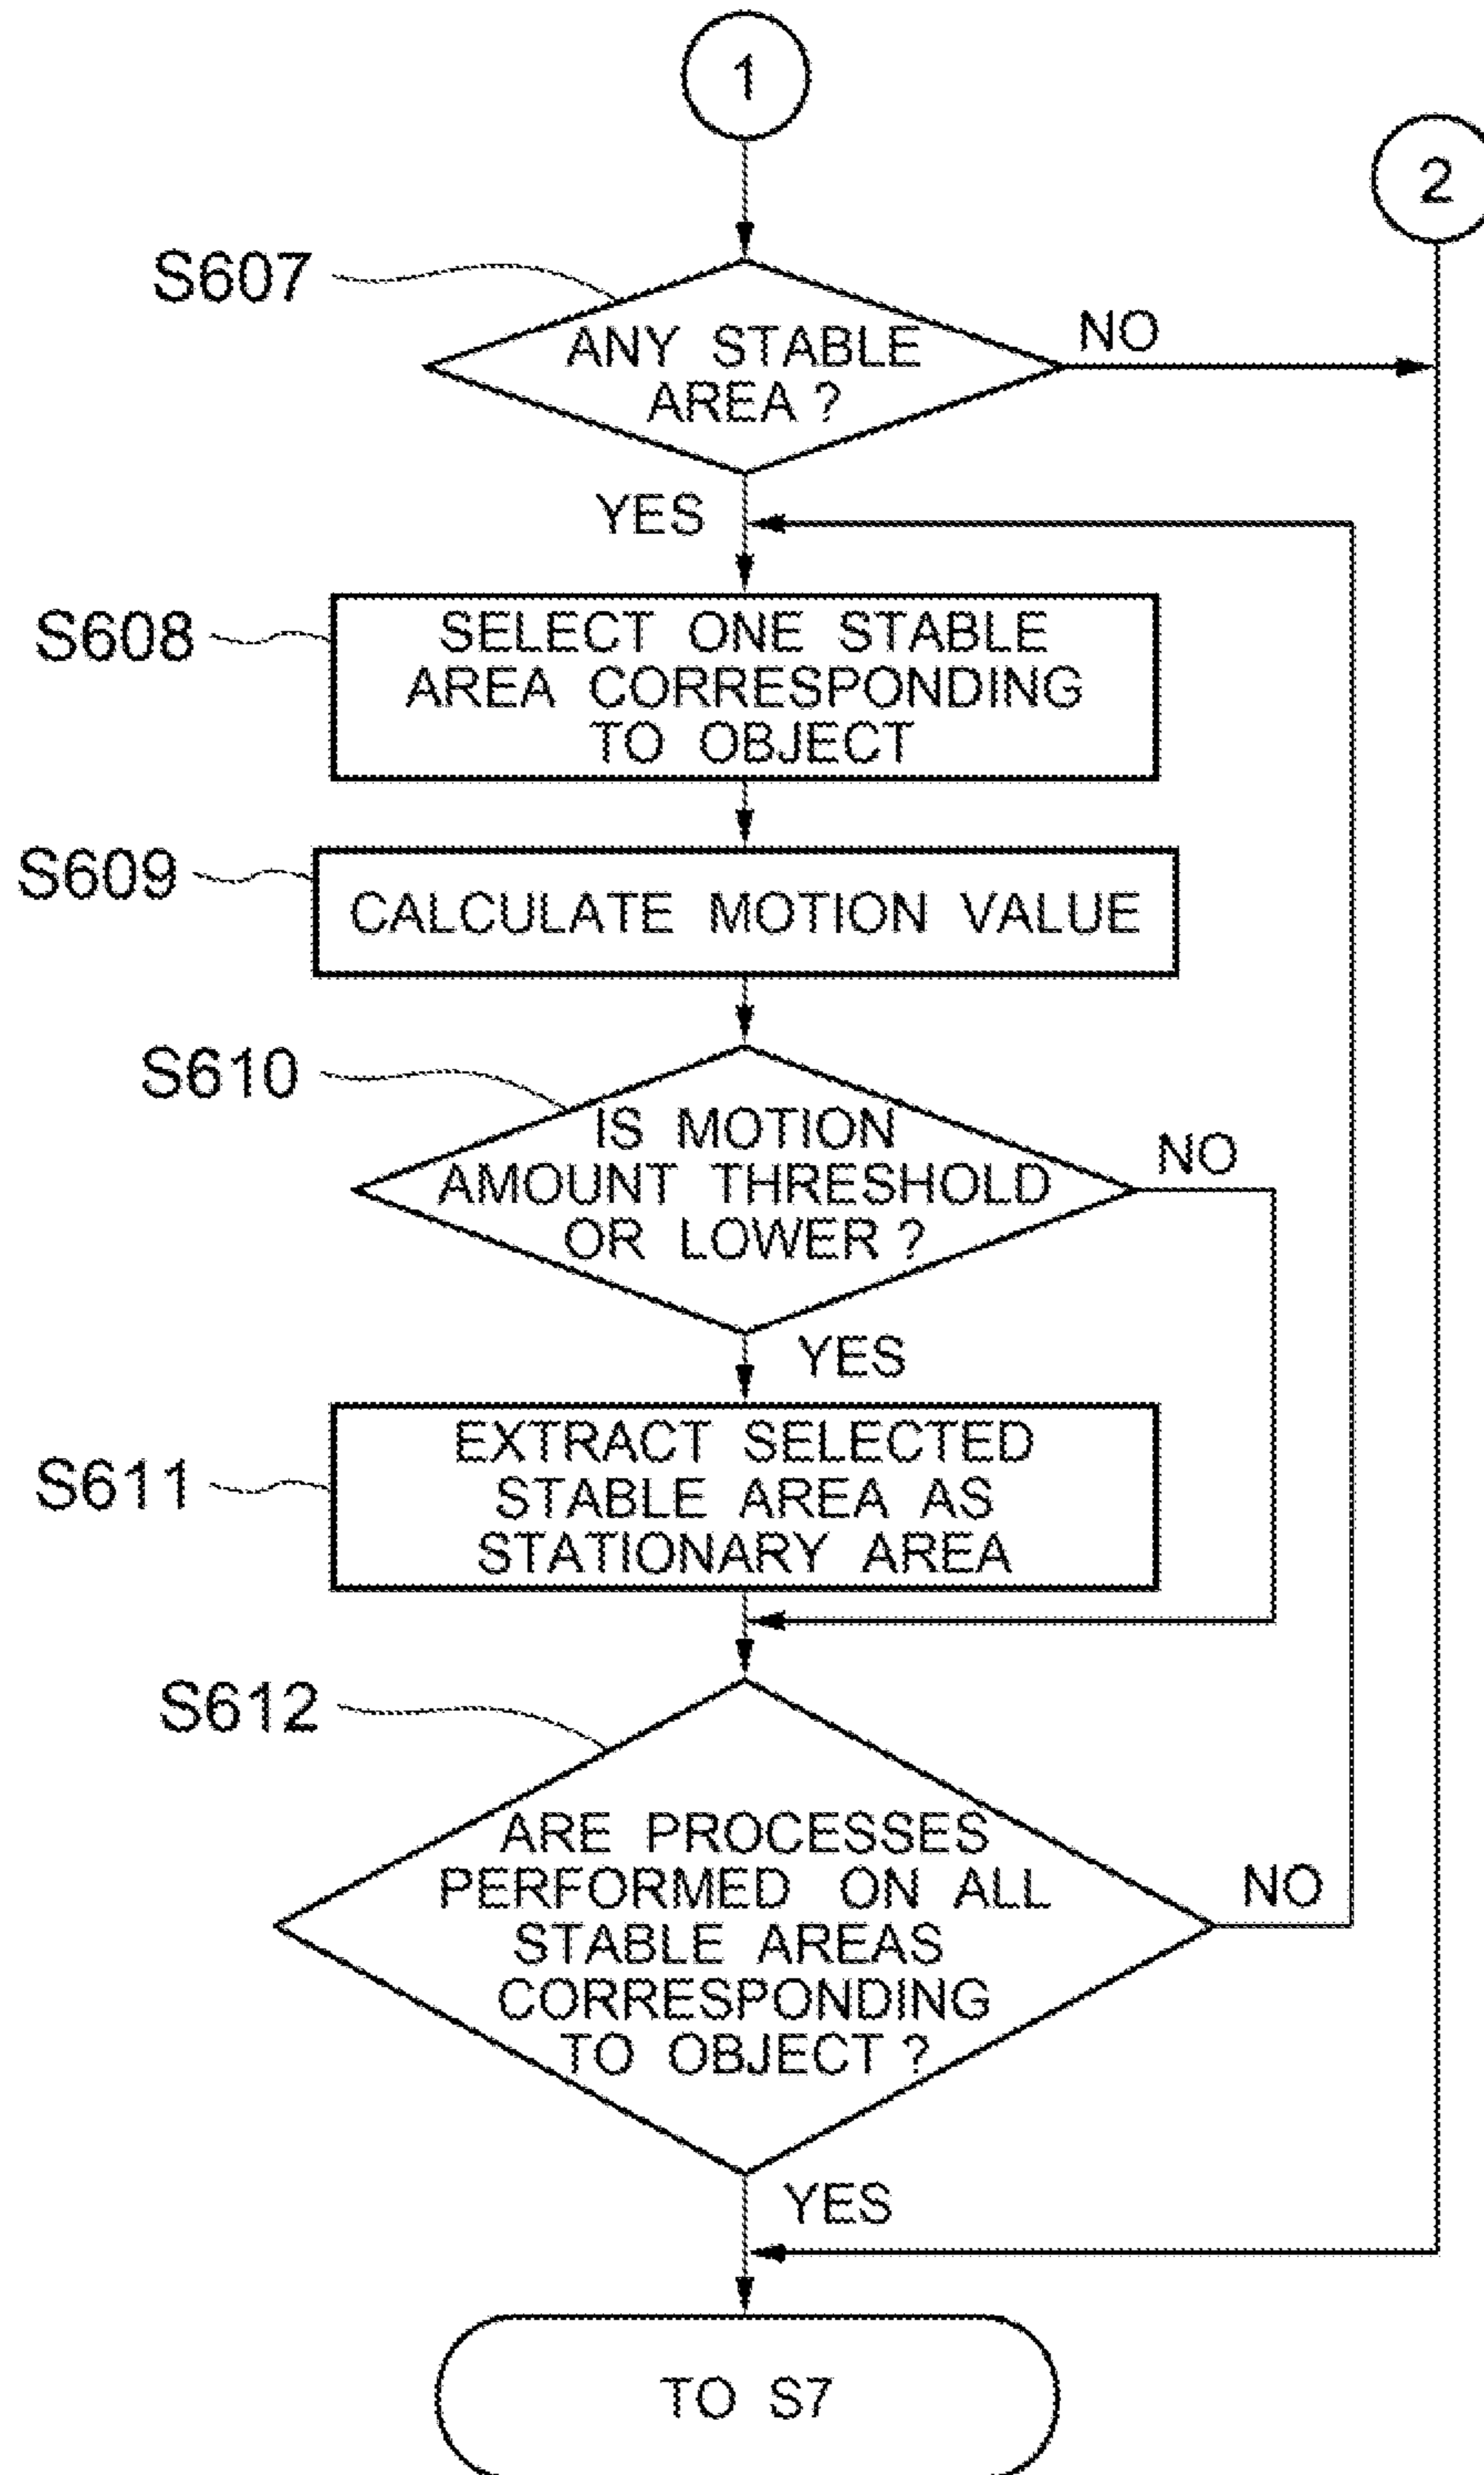 1
2
S607
ANY STABLE
AREA ?
NO
YES
S608
SELECT ONE STABLE
AREA CORRESPONDING
TO OBJECT
S609
CALCULATE MOTION VALUE
S610
IS MOTION
AMOUNT THRESHOLD
OR LOWER ?
NO
YES
S611
EXTRACT SELECTED
STABLE AREA AS
STATIONARY AREA
S612
ARE PROCESSES
PERFORMED ON ALL
STABLE AREAS
CORRESPONDING
TO OBJECT ?
NO
YES
TO S7